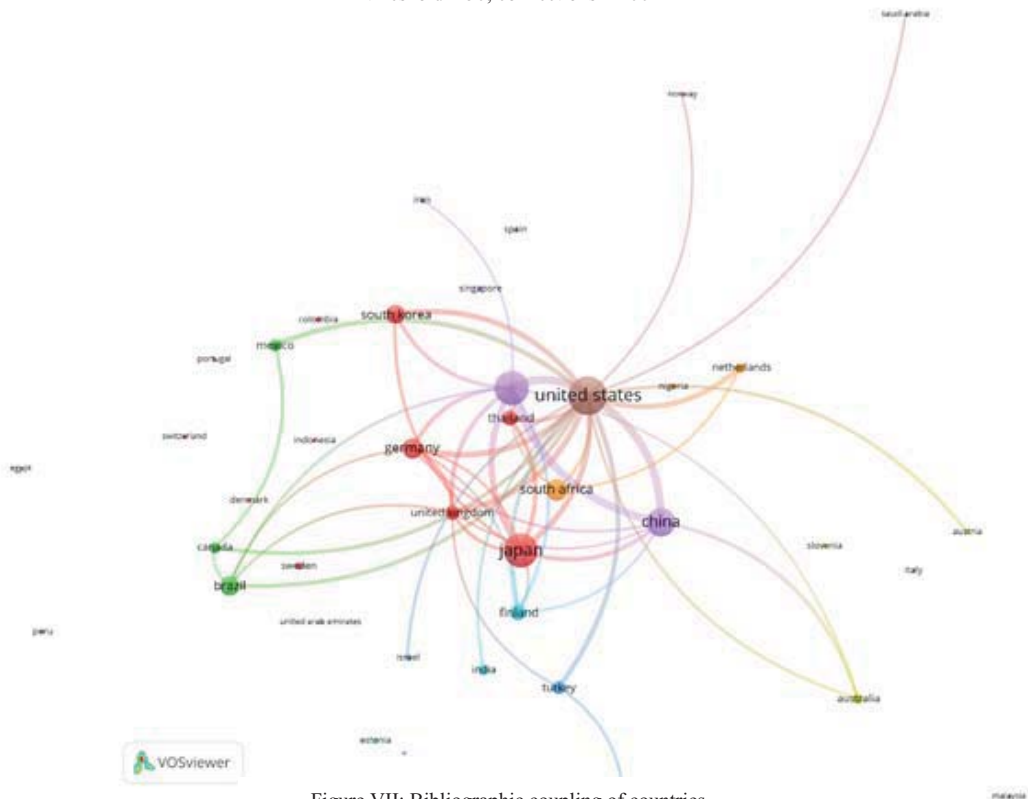 saudi arabia
norway
iran
spain
singapore
colombia
south korea
mexico
portugal
netherlands
nigeria
united states
thailand
switzerland
indonesia
germany
egypt
south africa
denmark
united kingdom
china
austria
canada
japan
slovenia
sweden
italy
brazil
finland
united arab emirates
peru
israel
india
turkey
australia
estonia
VOSviewer
Figure VII: Bibliographic coupling of countries
malaysia